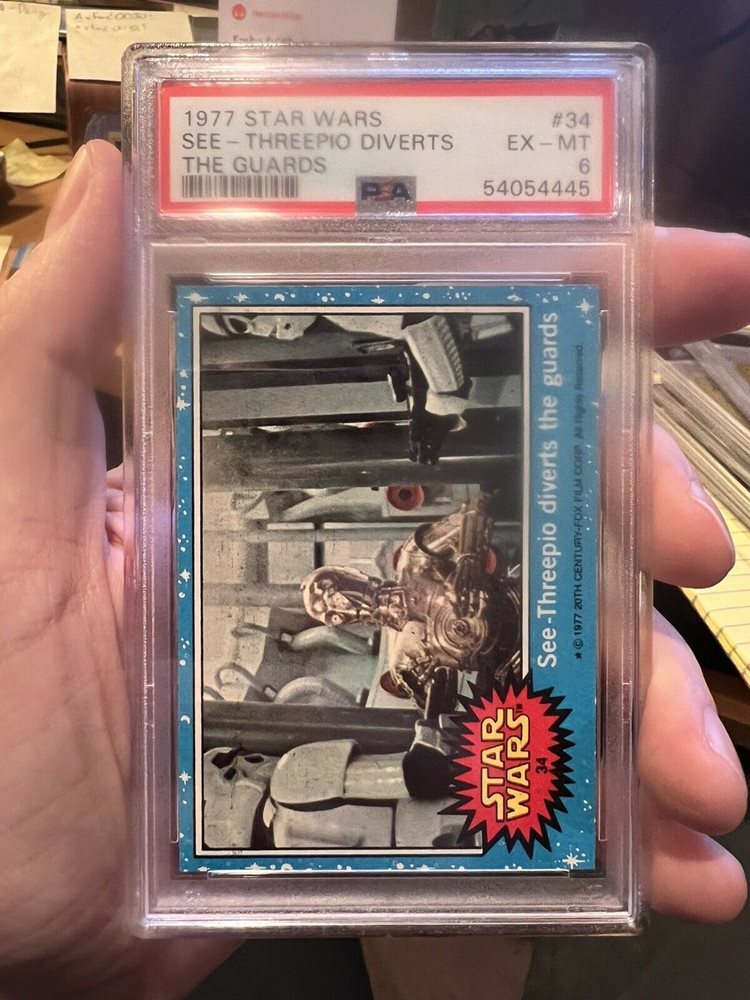 1977 STAR WARS #34
SEE - THREEPIO DIVERTS EX - MT
THE GUARDS 6
PSA 54054445
See-Threepio diverts the guards
★ © 1977 20TH CENTURY-FOX FILM CORP. All Rights Reserved.
STAR
WARS™
34